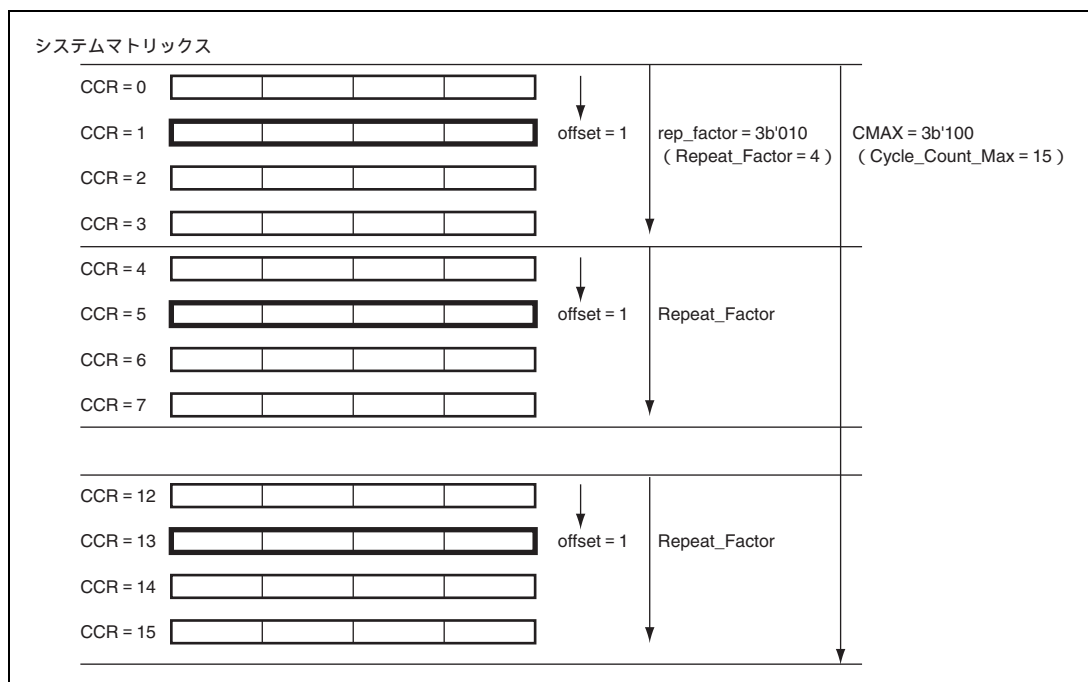 システムマトリックス
CCR = 0
CCR = 1 offset = 1 rep_factor = 3b'010 CMAX = 3b'100
( Repeat_Factor = 4 ) ( Cycle_Count_Max = 15 )
CCR = 2
CCR = 3
CCR = 4
CCR = 5 offset = 1 Repeat_Factor
CCR = 6
CCR = 7
CCR = 12
CCR = 13 offset = 1 Repeat_Factor
CCR = 14
CCR = 15